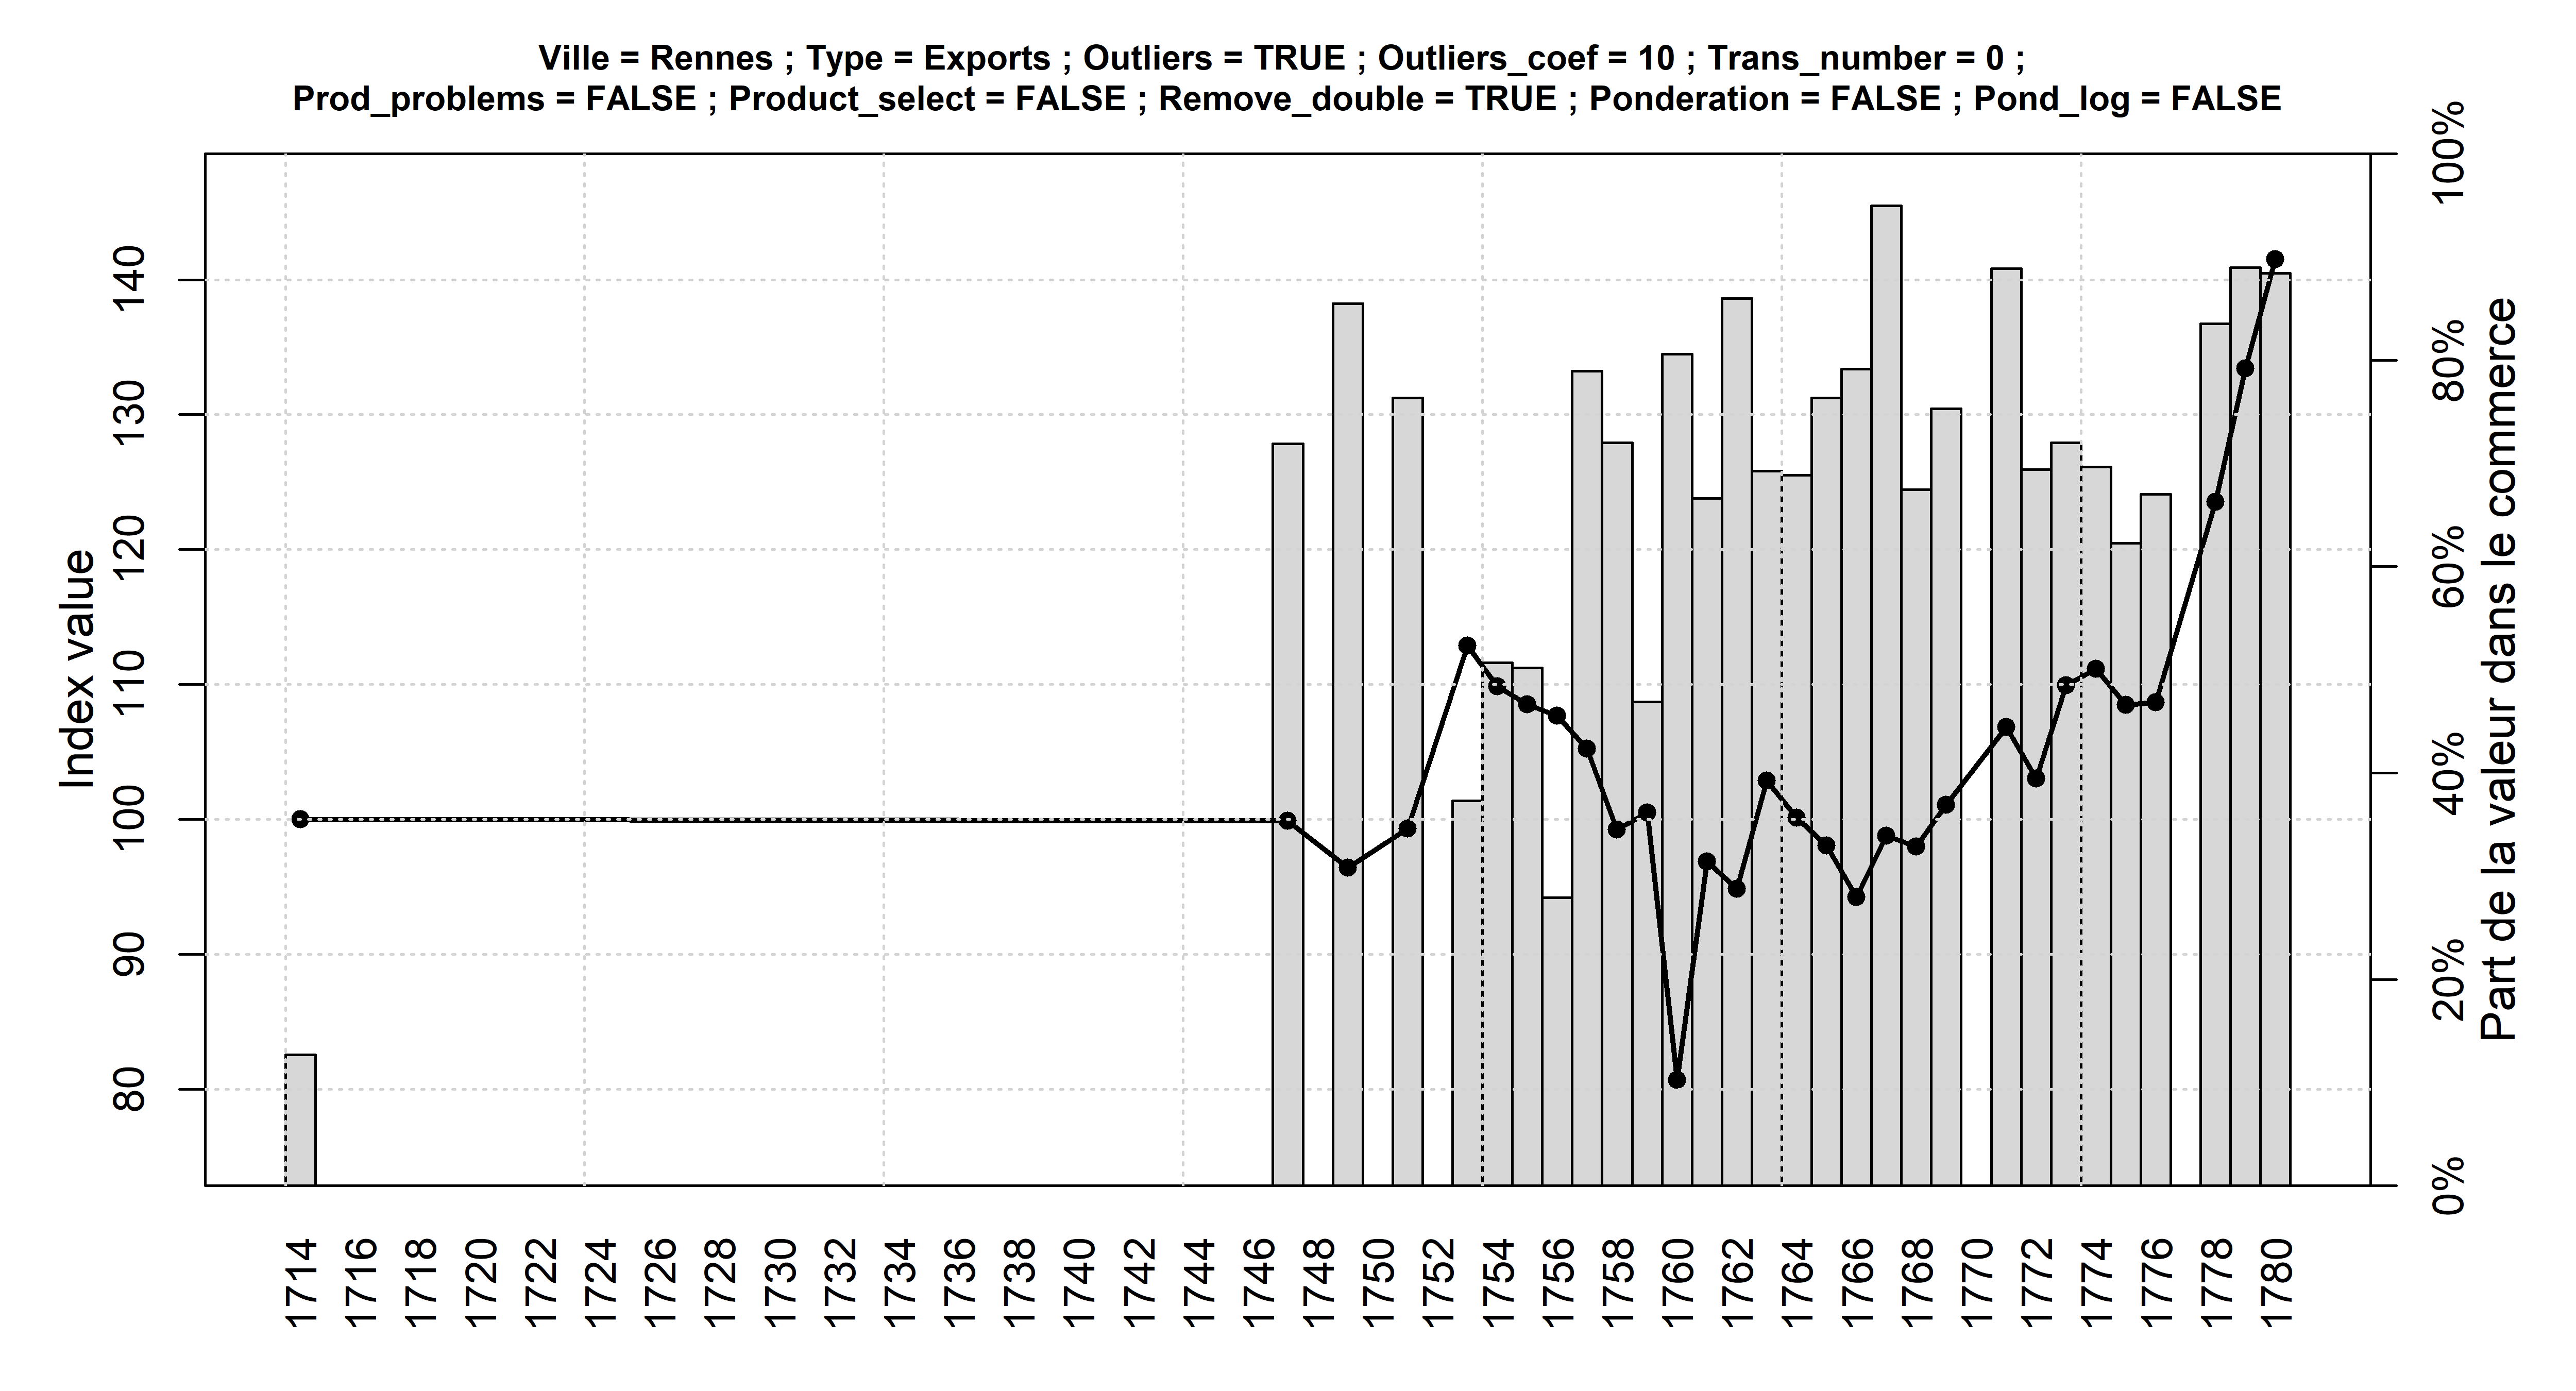 Ville = Rennes ; Type = Exports ; Outliers = TRUE ; Outliers_coef = 10 ; Trans_number = 0 ;
Prod_problems = FALSE ; Product_select = FALSE ; Remove_double = TRUE ; Ponderation = FALSE ; Pond_log = FALSE
Index value
140
130
120
110
100
90
80
100%
80%
60%
40%
20%
0%
Part de la valeur dans le commerce
1714 1716 1718 1720 1722 1724 1726 1728 1730 1732 1734 1736 1738 1740 1742 1744 1746 1748 1750 1752 1754 1756 1758 1760 1762 1764 1766 1768 1770 1772 1774 1776 1778 1780